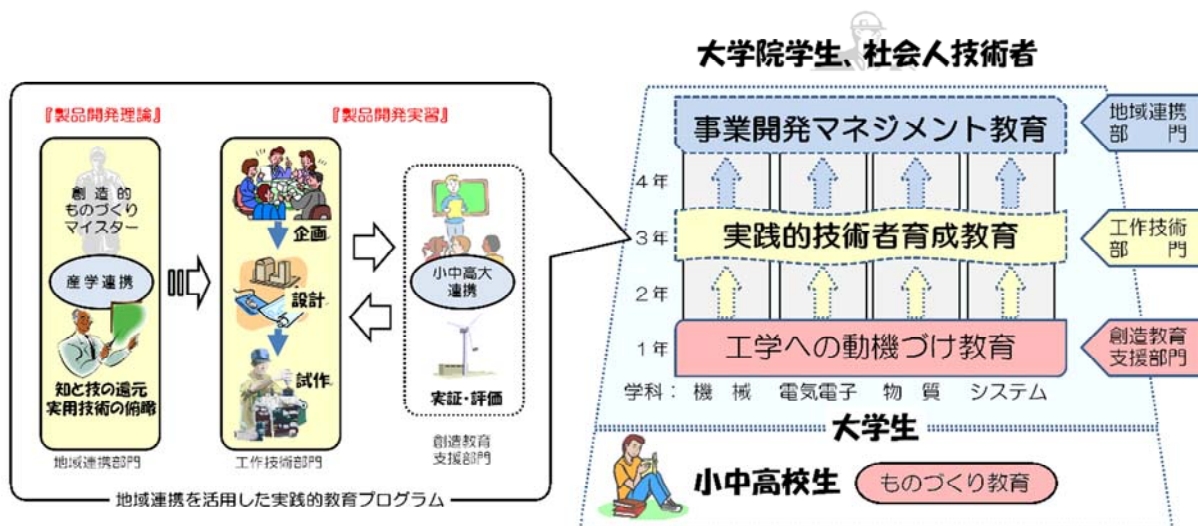 『製品開発理論』
『製品開発実習』
創造的
ものづくり
マイスター
産学連携
知と技の還元
実用技術の俯瞰
地域連携部門
企画
設計
試作
工作技術部門
小中高大
連携
実証・評価
創造教育
支援部門
地域連携を活用した実践的教育プログラム
大学院学生、社会人技術者
事業開発マネジメント教育
地域連携
部 門
4年
3年
実践的技術者育成教育
工作技術
部 門
2年
1年
工学への動機づけ教育
創造教育
支援部門
学科： 機 械 電気電子 物 質 システム
大学生
小中高校生
ものづくり教育